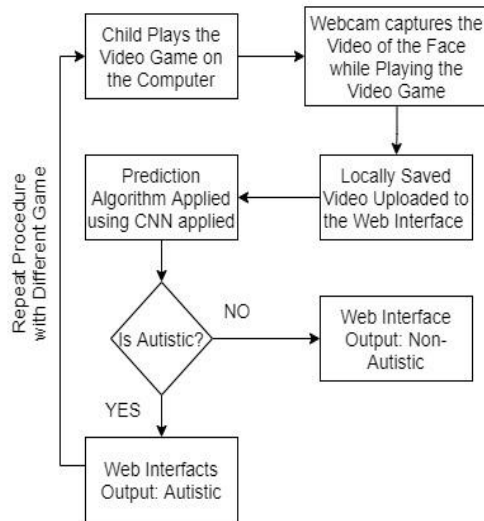 Child Plays the
Video Game on
the Computer
Webcam captures the
Video of the Face
while Playing the
Video Game
Locally Saved
Video Uploaded to
the Web Interface
Prediction
Algorithm Applied
using CNN applied
Is Autistic?
NO
Web Interface
Output: Non-
Autistic
YES
Web Interfacts
Output: Autistic
Repeat Procedure
with Different Game